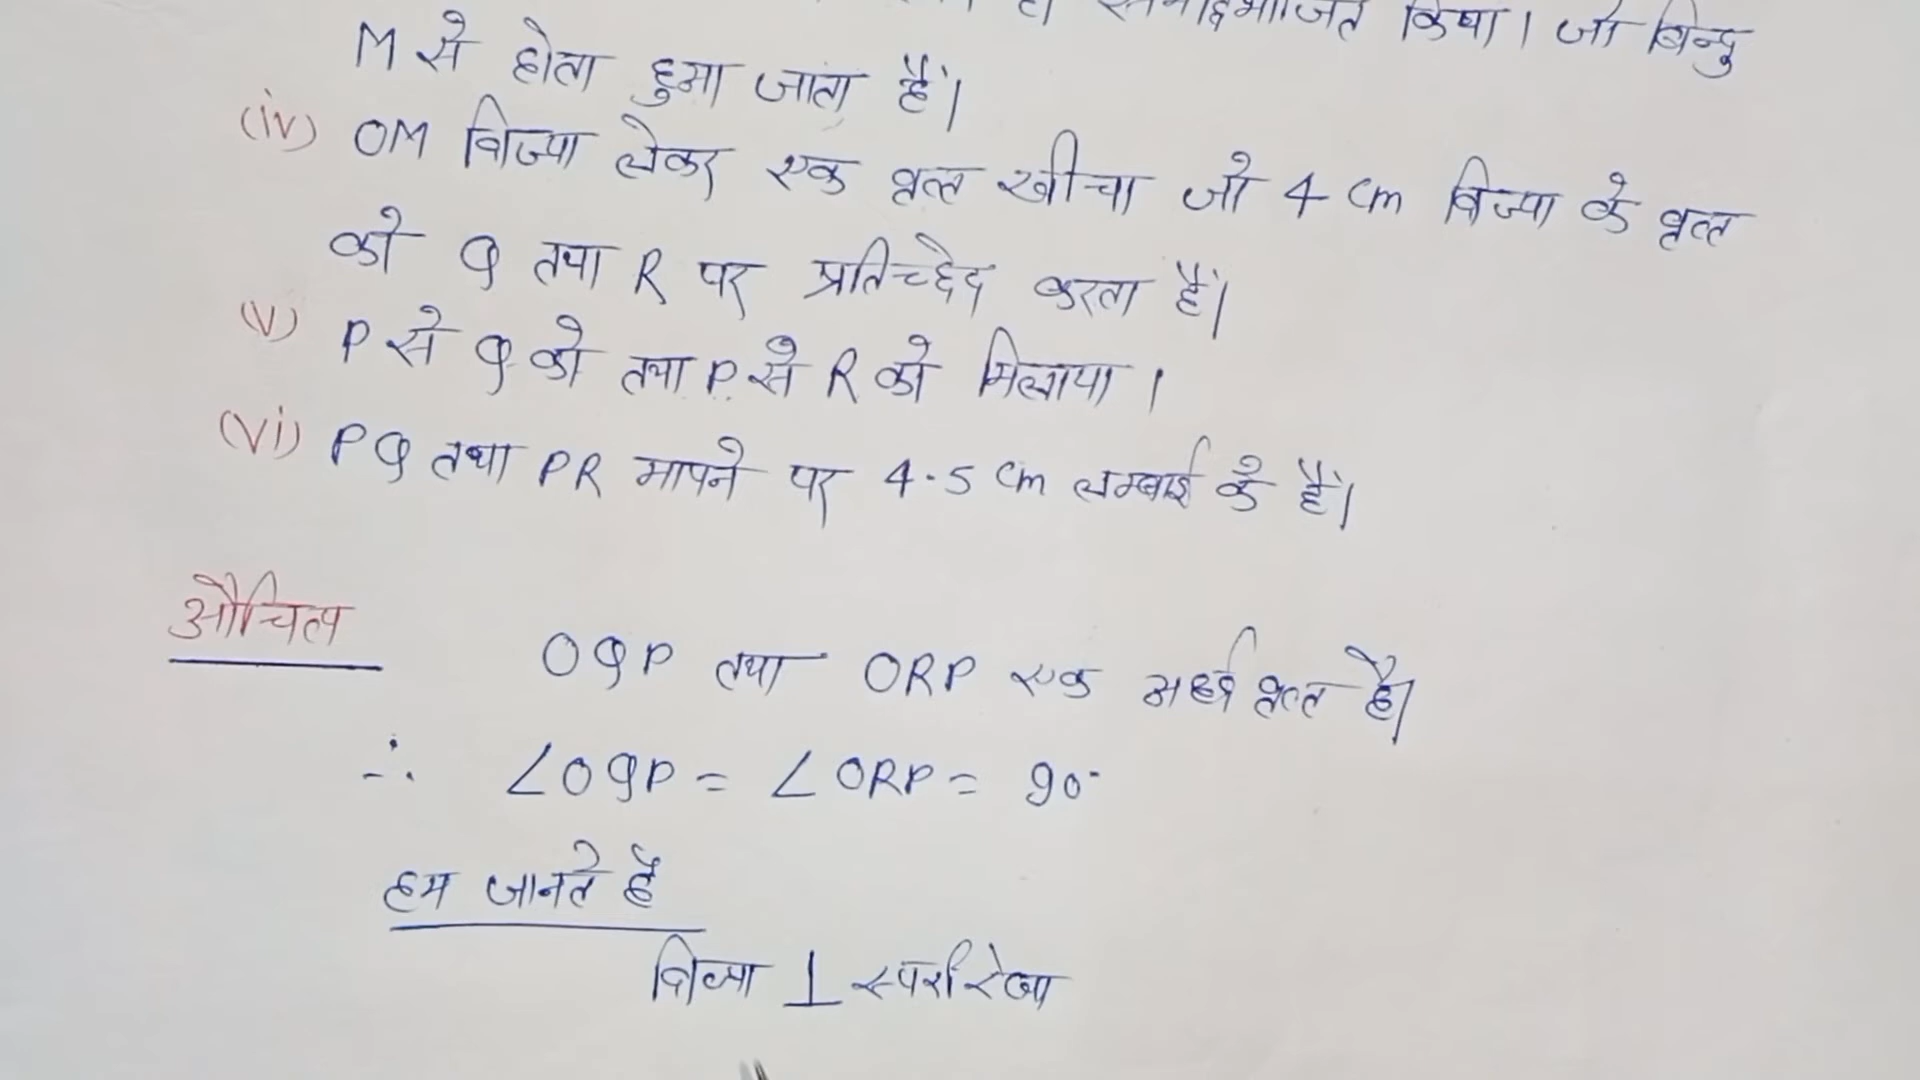 समद्विभाजित किया। जो बिन्दु
M से होता हुआ जाता है।
(iv) OM त्रिज्या लेकर एक वृत्त खींचा जो 4 cm त्रिज्या के वृत्त
को Q तथा R पर प्रतिच्छेद करता है।
(v) P से Q को तथा P से R को मिलाया।
(vi) PQ तथा PR मापने पर 4.5 cm लम्बाई के हैं।
औचित्य
OQP तथा ORP एक अर्द्धवृत्त है।
∴ ∠OQP = ∠ORP = 90°
हम जानते हैं
त्रिज्या ⊥ स्पर्शरेखा